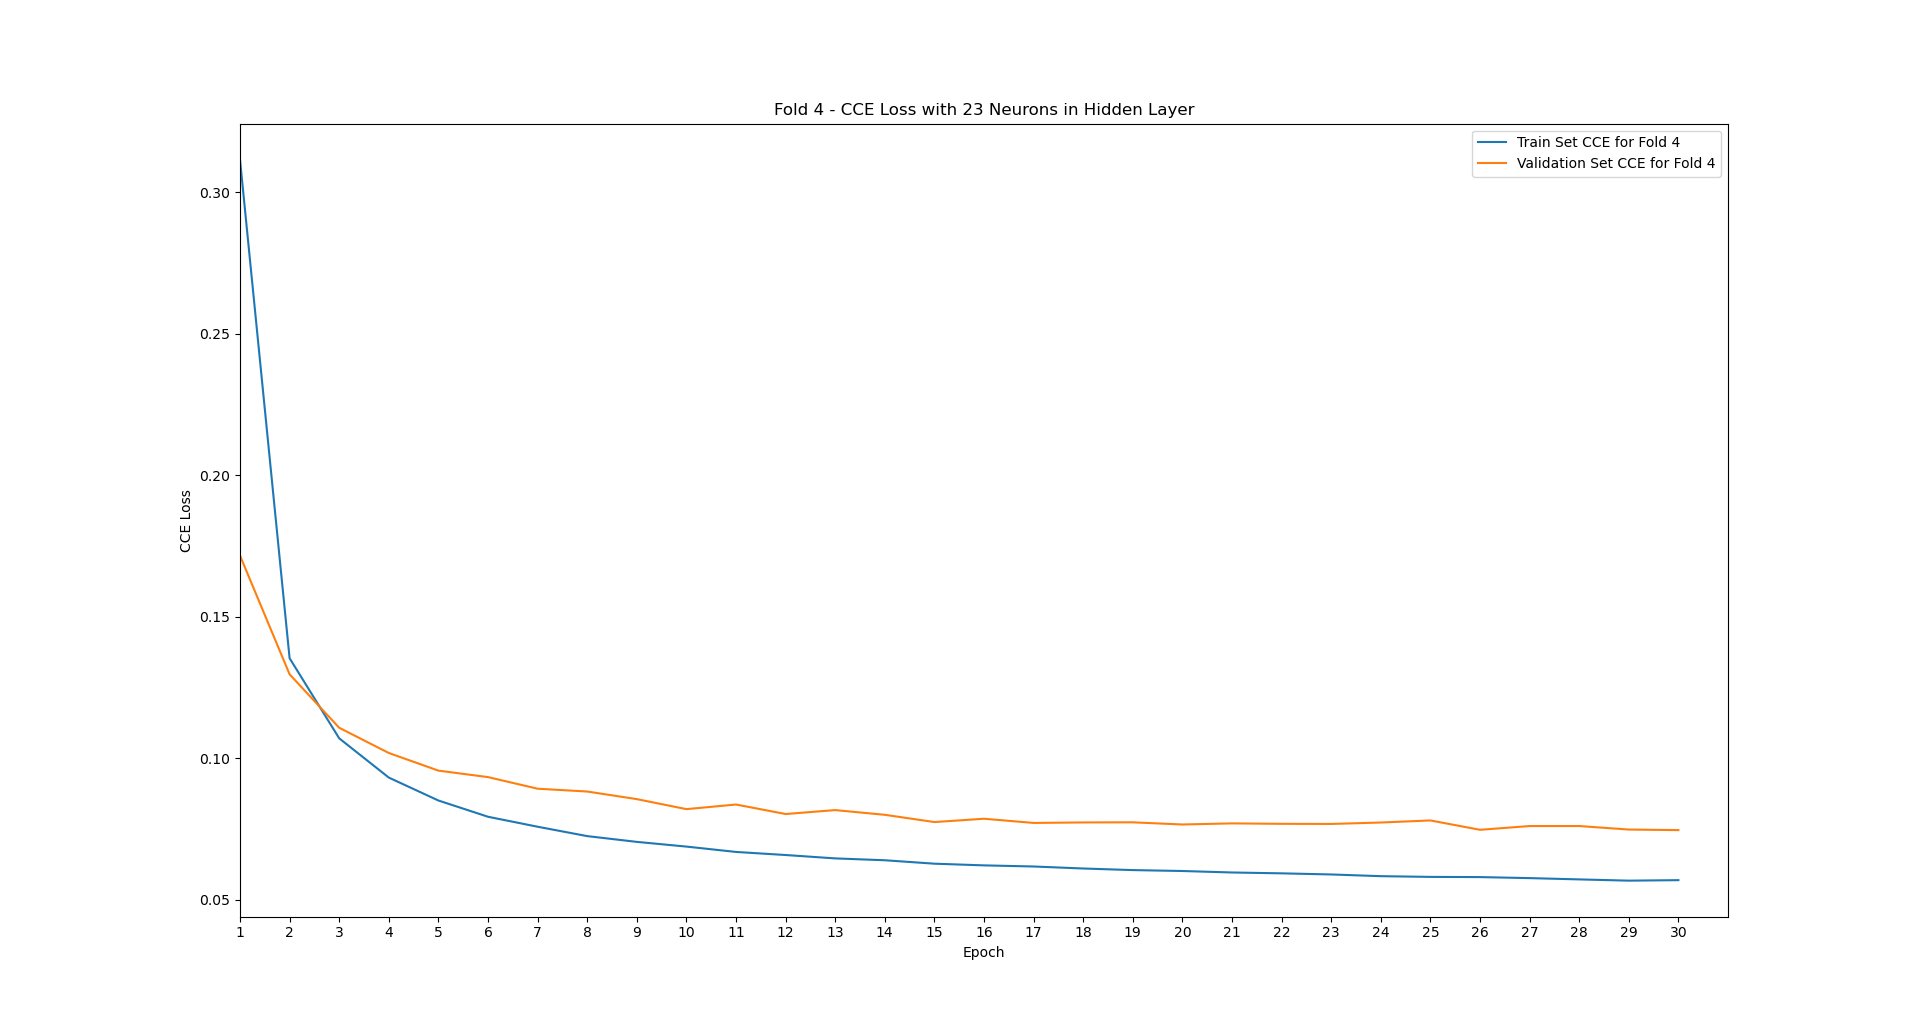 Fold 4 - CCE Loss with 23 Neurons in Hidden Layer
Train Set CCE for Fold 4
Validation Set CCE for Fold 4
0.30
0.25
0.20
0.15
0.10
0.05
CCE Loss
1 2 3 4 5 6 7 8 9 10 11 12 13 14 15 16 17 18 19 20 21 22 23 24 25 26 27 28 29 30
Epoch